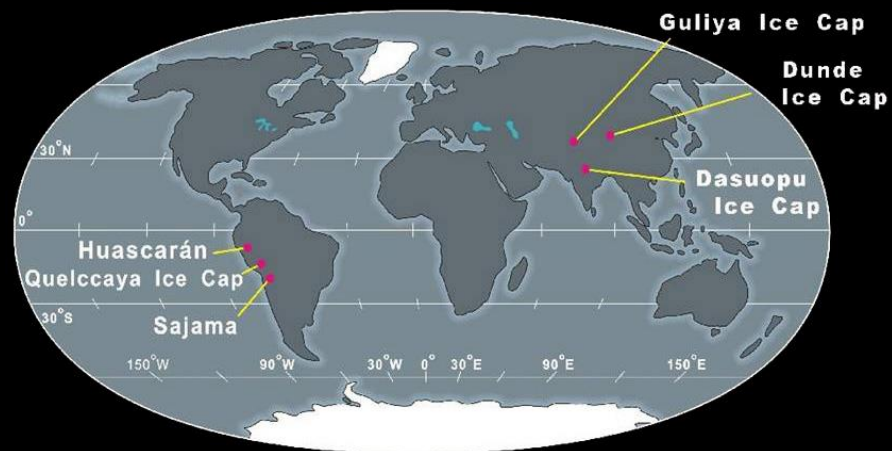 Guliya Ice Cap
Dunde
Ice Cap
30°N
Dasuopu
Ice Cap
0°
Huascarán
Quelccaya Ice Cap
30°S
Sajama
150°W 90°W 30°W 0° 30°E 90°E 150°E